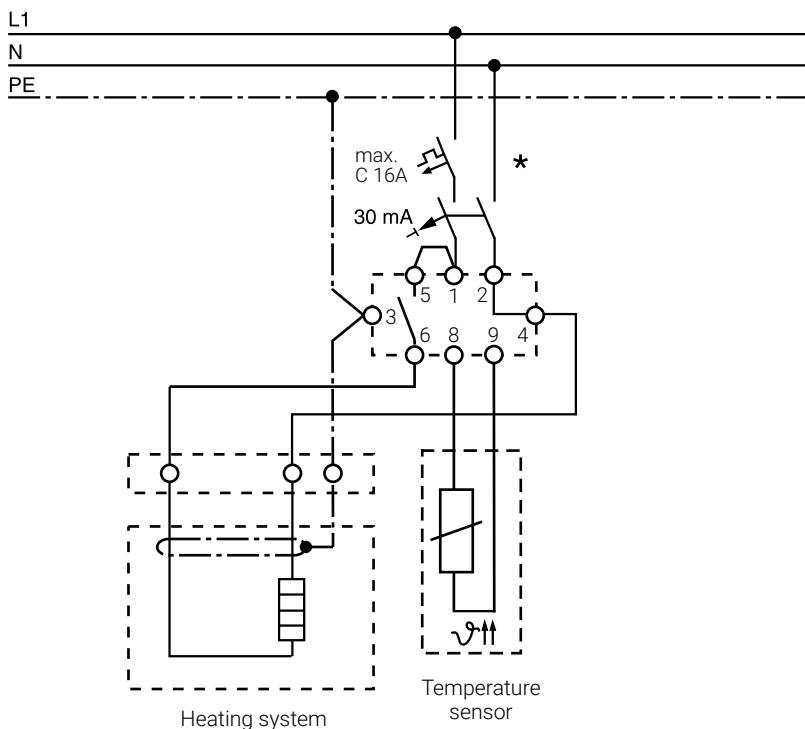 L1
N
PE
max.
C 16A
*
30 mA
5 1 2
3
6 8 9 4
ϑ
Temperature
sensor
Heating system